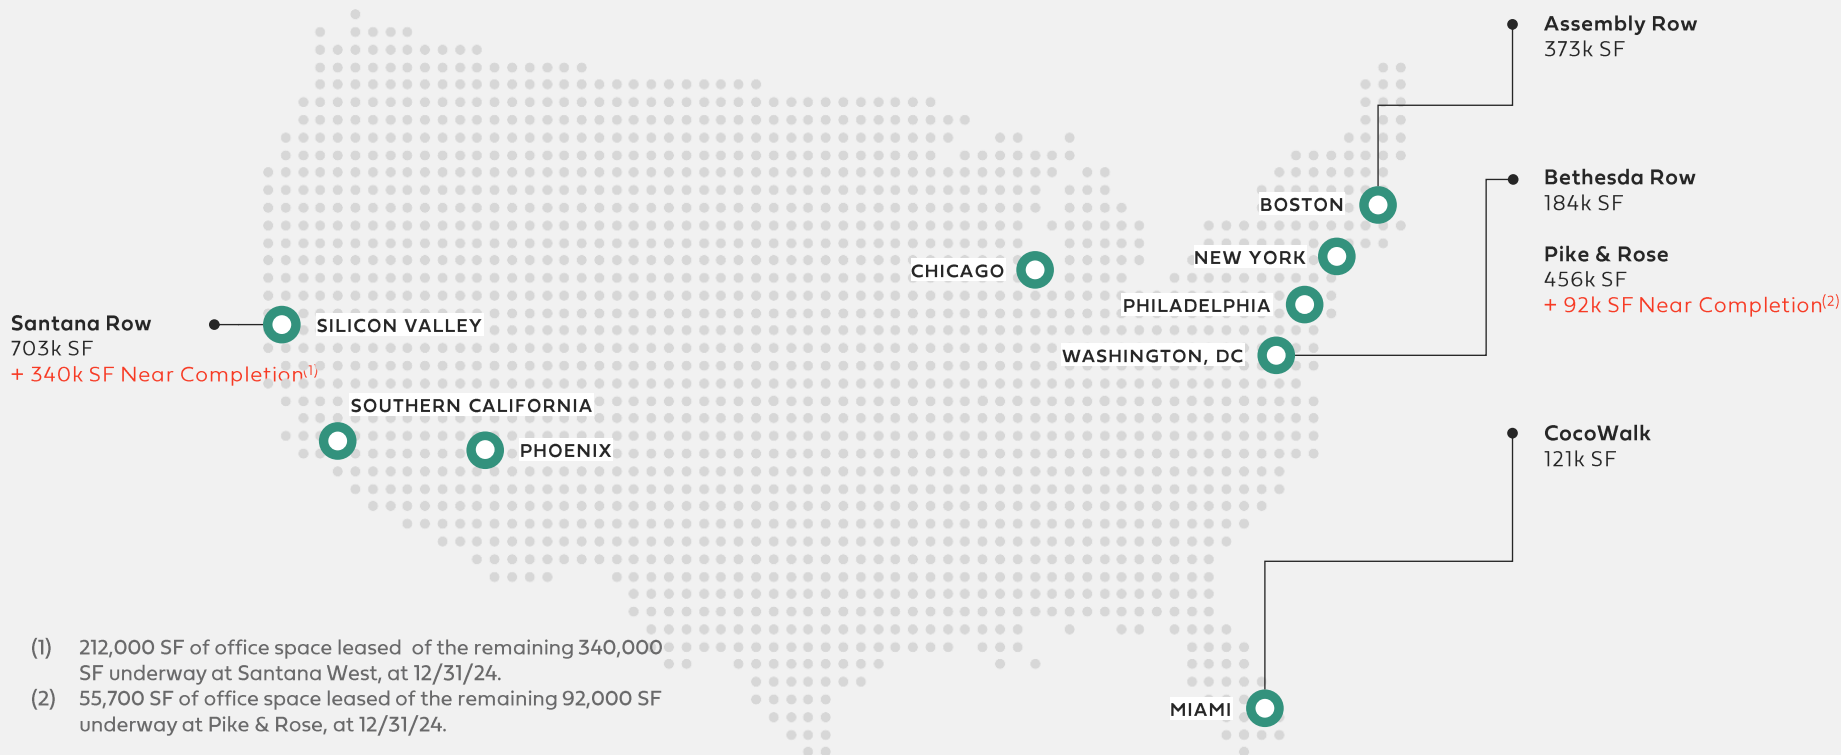 Assembly Row
373k SF
Bethesda Row
184k SF
Pike & Rose
456k SF
+ 92k SF Near Completion(2)
BOSTON
NEW YORK
CHICAGO
PHILADELPHIA
WASHINGTON, DC
Santana Row
703k SF
+ 340k SF Near Completion(1)
SILICON VALLEY
SOUTHERN CALIFORNIA
PHOENIX
CocoWalk
121k SF
MIAMI
(1) 212,000 SF of office space leased of the remaining 340,000
SF underway at Santana West, at 12/31/24.
(2) 55,700 SF of office space leased of the remaining 92,000 SF
underway at Pike & Rose, at 12/31/24.